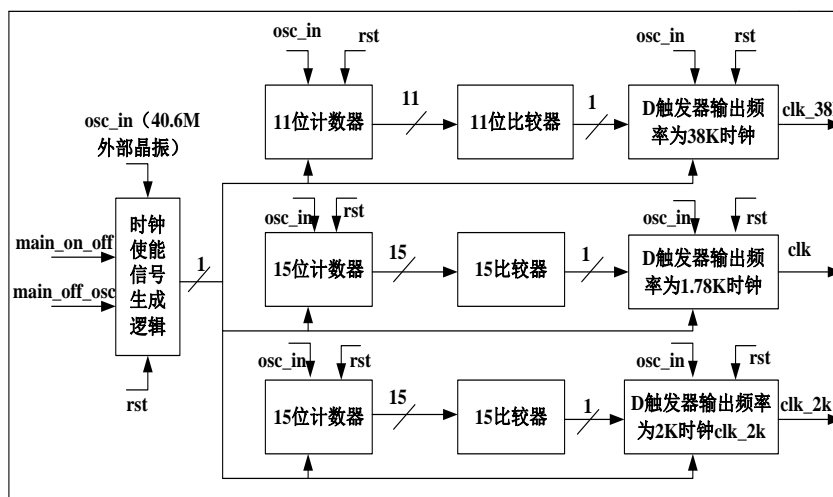 osc_in
rst
11位计数器
11
11位比较器
1
osc_in
rst
D触发器输出频
率为38K时钟
clk_38k
osc_in（40.6M
外部晶振）
main_on_off
main_off_osc
时钟
使能
信号
生成
逻辑
rst
1
osc_in
rst
15位计数器
15
15比较器
1
osc_in
rst
D触发器输出频
率为1.78K时钟
clk
osc_in
rst
15位计数器
15
15比较器
1
osc_in
rst
D触发器输出频率
为2K时钟clk_2k
clk_2k